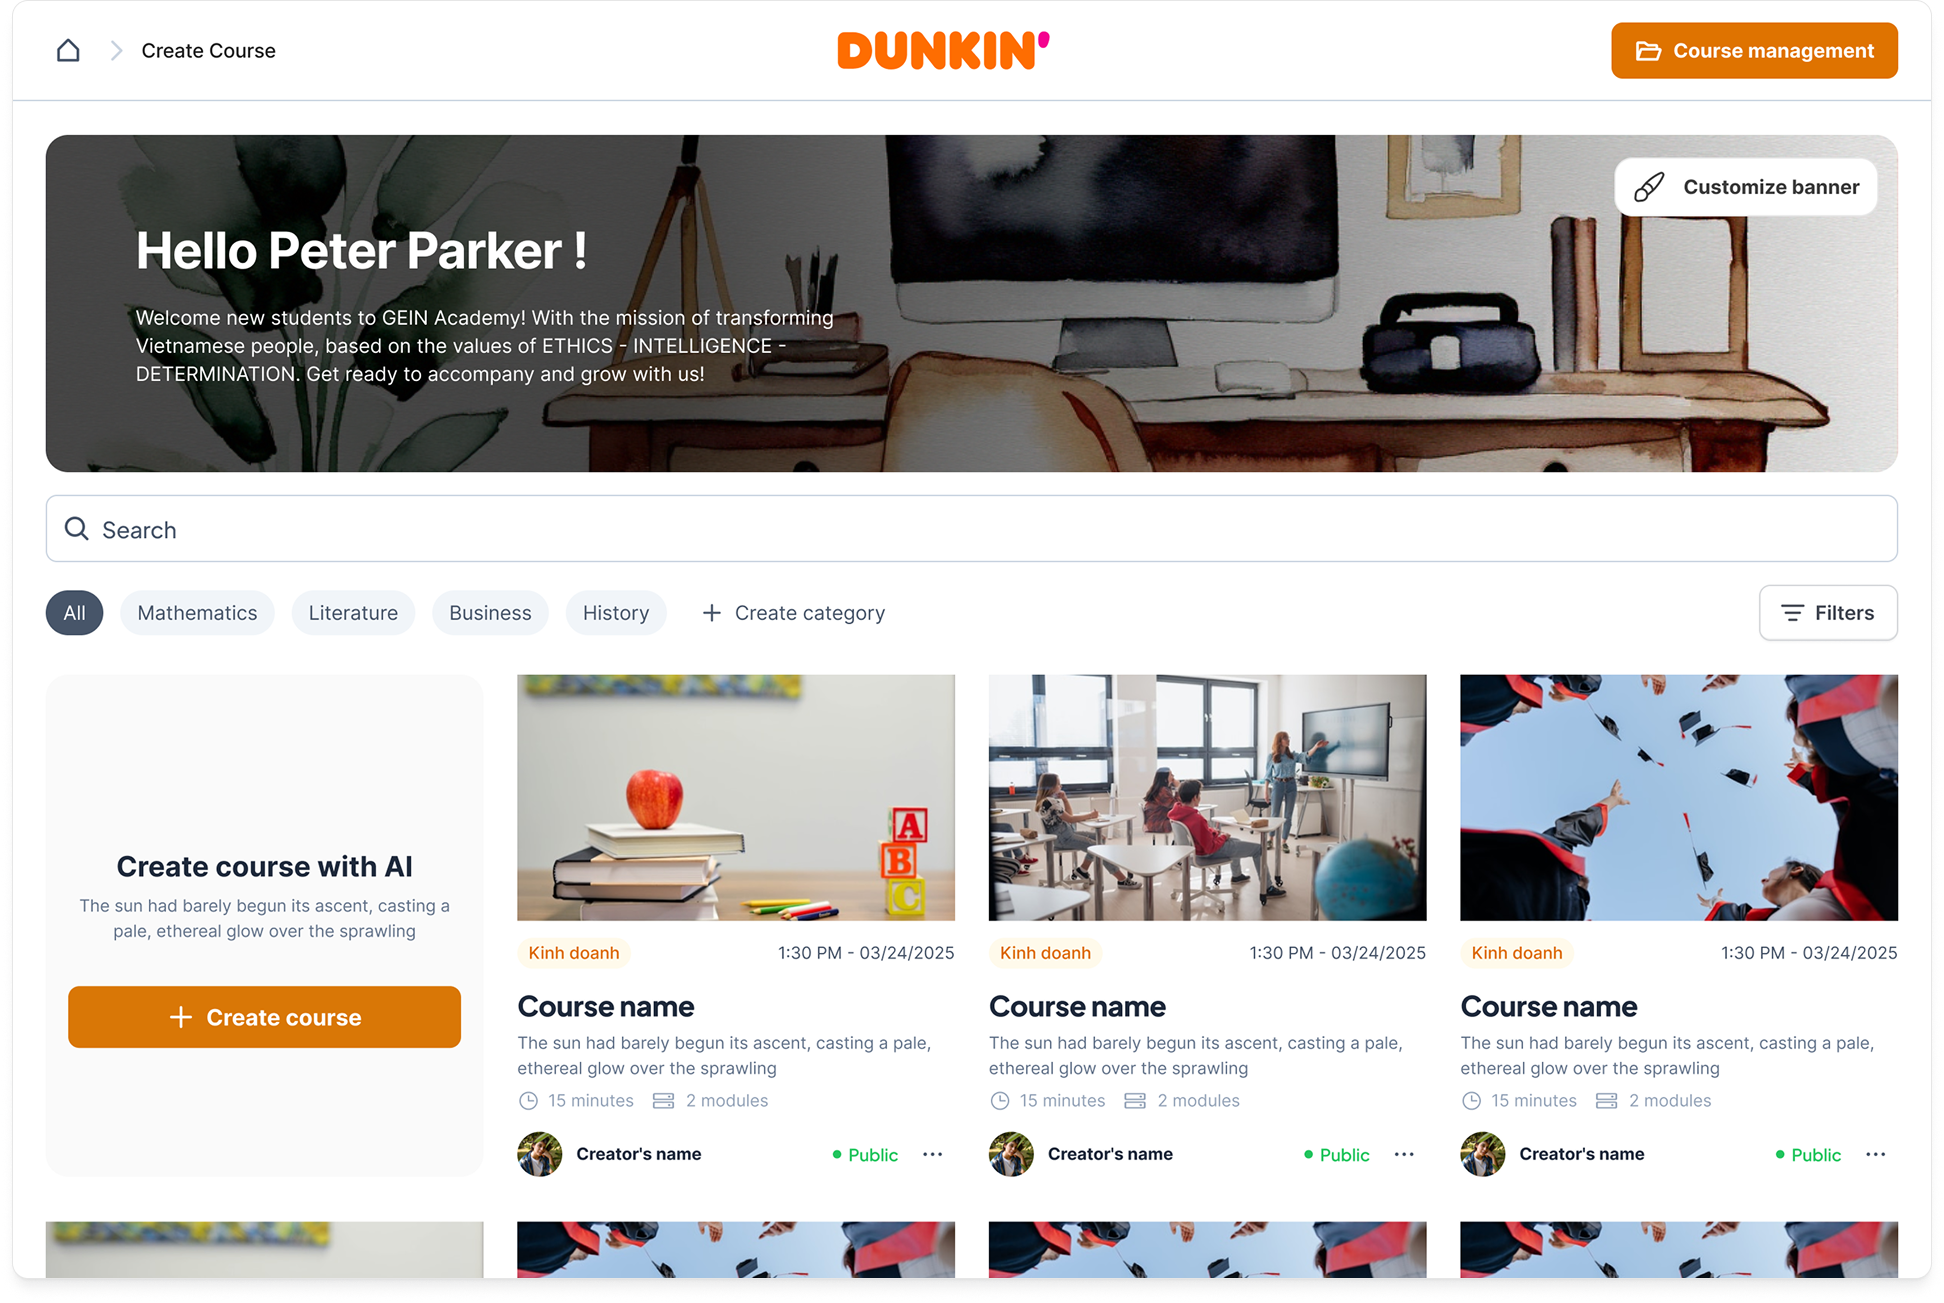 Create Course
DUNKIN'
Course management
Customize banner
Hello Peter Parker !
Welcome new students to GEIN Academy! With the mission of transforming
Vietnamese people, based on the values of ETHICS - INTELLIGENCE -
DETERMINATION. Get ready to accompany and grow with us!
Search
All
Mathematics
Literature
Business
History
Create category
Filters
Create course with AI
The sun had barely begun its ascent, casting a
pale, ethereal glow over the sprawling
Create course
A
B
C
Kinh doanh
1:30 PM - 03/24/2025
Course name
The sun had barely begun its ascent, casting a pale,
ethereal glow over the sprawling
15 minutes
2 modules
Creator's name
Public
Kinh doanh
1:30 PM - 03/24/2025
Course name
The sun had barely begun its ascent, casting a pale,
ethereal glow over the sprawling
15 minutes
2 modules
Creator's name
Public
Kinh doanh
1:30 PM - 03/24/2025
Course name
The sun had barely begun its ascent, casting a pale,
ethereal glow over the sprawling
15 minutes
2 modules
Creator's name
Public